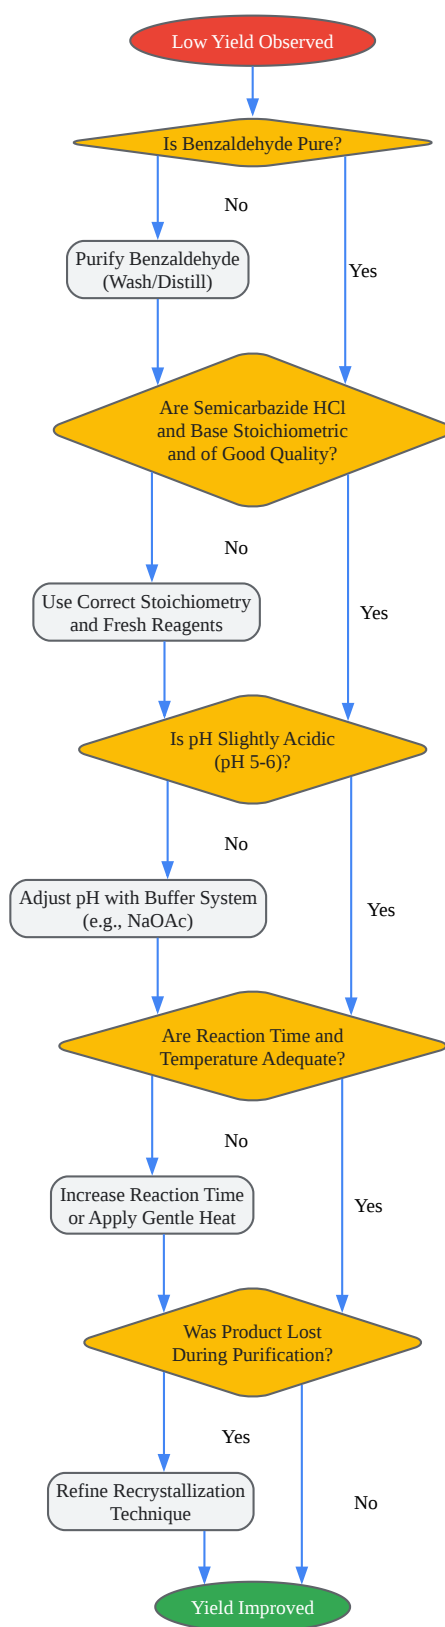 Low Yield Observed
Is Benzaldehyde Pure?
No
Purify Benzaldehyde
(Wash/Distill)
Yes
Are Semicarbazide HCl
and Base Stoichiometric
and of Good Quality?
No
Use Correct Stoichiometry
and Fresh Reagents
Yes
Is pH Slightly Acidic
(pH 5-6)?
No
Adjust pH with Buffer System
(e.g., NaOAc)
Yes
Are Reaction Time and
Temperature Adequate?
No
Increase Reaction Time
or Apply Gentle Heat
Yes
Was Product Lost
During Purification?
Yes
Refine Recrystallization
Technique
No
Yield Improved